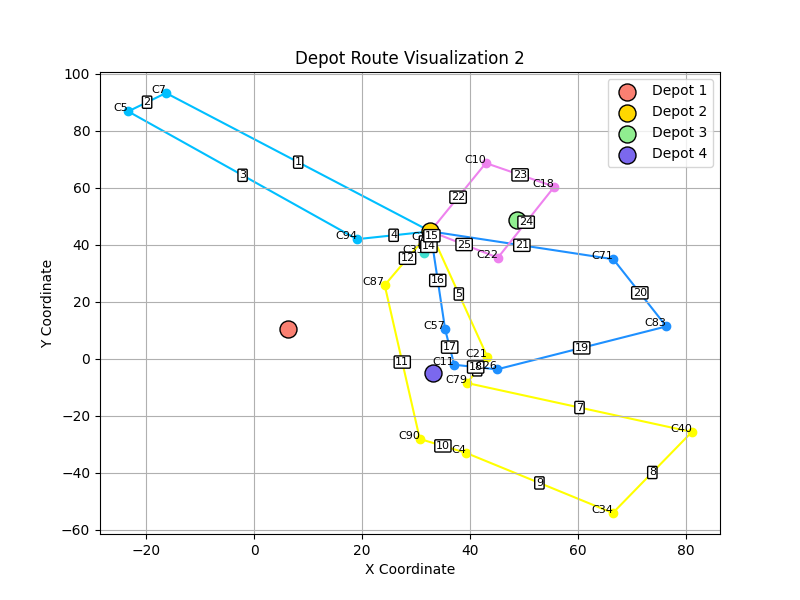 Depot Route Visualization 2
Depot 1
Depot 2
Depot 3
Depot 4
Y Coordinate
X Coordinate
100
80
60
40
20
0
−20
−40
−60
−20
0
20
40
60
80
C7
C5
2
1
3
C94
4
C10
23
C18
22
24
15
14
25
C22
21
C71
12
C87
16
5
20
C57
C83
17
19
C21
C11
18
C26
11
C79
7
C40
C90
10
C4
8
9
C34